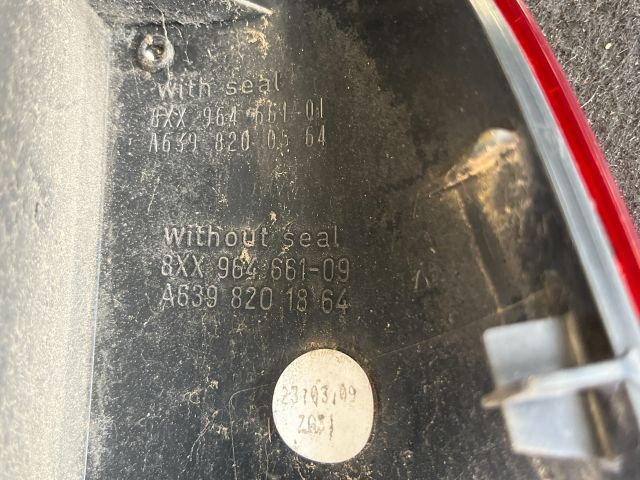 With seal
8XX 964 661-01
A639 820 05 64
Without seal
8XX 964 661-09
A639 820 18 64
23.03.09